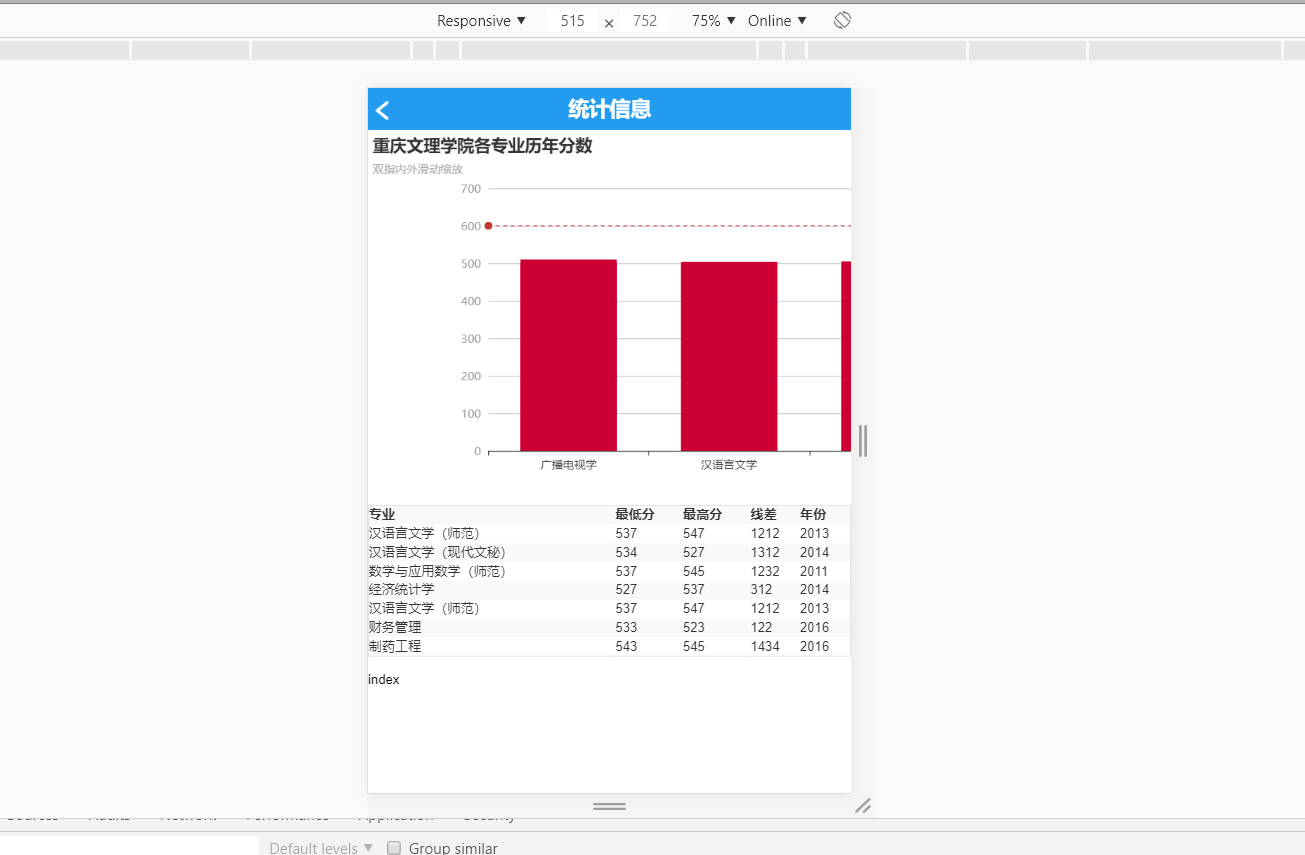 Responsive ▼ 515 × 752 75% ▼ Online ▼
统计信息
重庆文理学院各专业历年分数
双指内外滑动缩放
700
600
500
400
300
200
100
0
广播电视学 汉语言文学
专业 最低分 最高分 线差 年份
汉语言文学（师范） 537 547 1212 2013
汉语言文学（现代文秘） 534 527 1312 2014
数学与应用数学（师范） 537 545 1232 2011
经济统计学 527 537 312 2014
汉语言文学（师范） 537 547 1212 2013
财务管理 533 523 122 2016
制药工程 543 545 1434 2016
index
Sources Audits Network Performance Application Security
Default levels ▼ Group similar